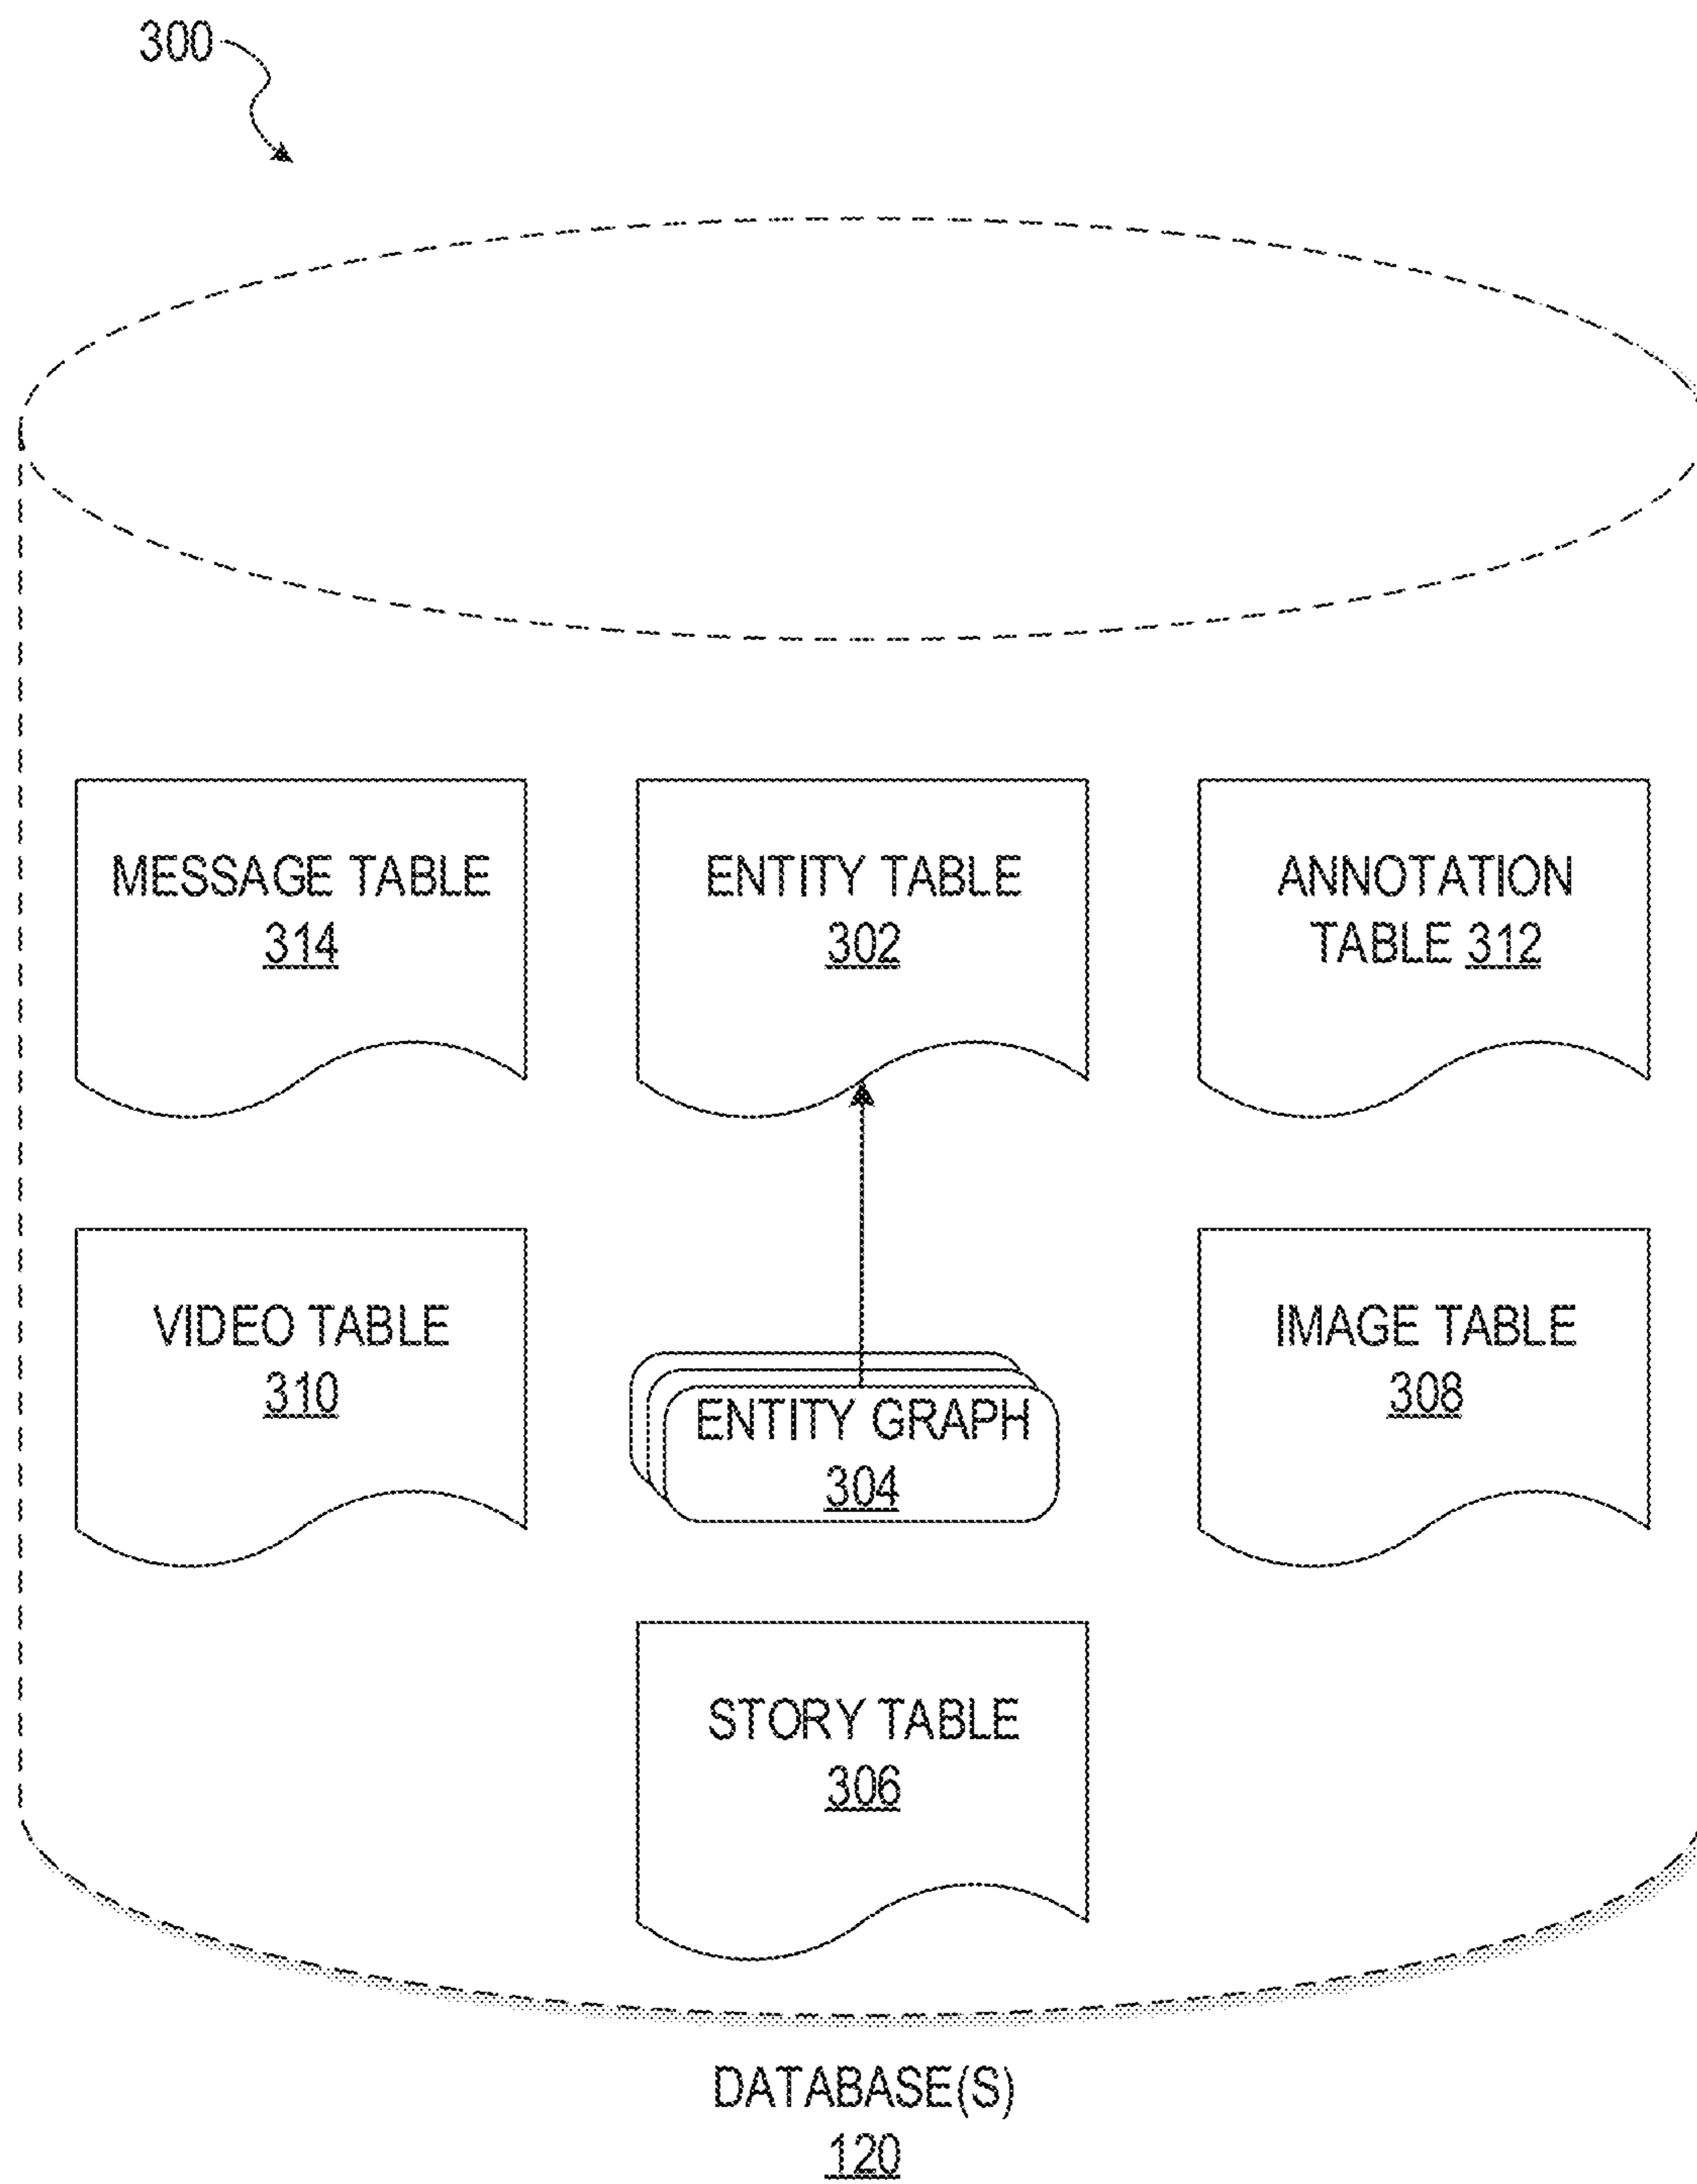 300
MESSAGE TABLE
314
ENTITY TABLE
302
ANNOTATION
TABLE 312
VIDEO TABLE
310
ENTITY GRAPH
304
IMAGE TABLE
308
STORY TABLE
306
DATABASE(S)
120